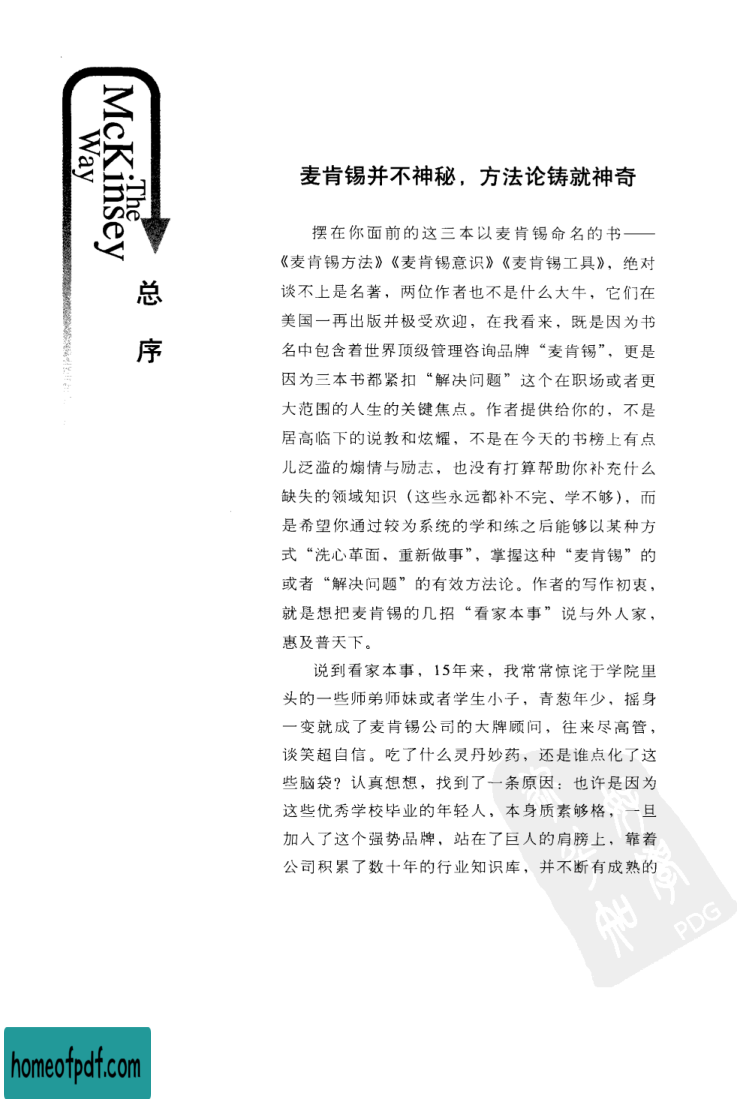 The
McKinsey
Way
总序
麦肯锡并不神秘，方法论铸就神奇
摆在你面前的这三本以麦肯锡命名的书——
《麦肯锡方法》《麦肯锡意识》《麦肯锡工具》，绝对
谈不上是名著，两位作者也不是什么大牛，它们在
美国一再出版并极受欢迎，在我看来，既是因为书
名中包含着世界顶级管理咨询品牌“麦肯锡”，更是
因为三本书都紧扣“解决问题”这个在职场或者更
大范围的人生的关键焦点。作者提供给你的，不是
居高临下的说教和炫耀，不是在今天的书榜上有点
儿泛滥的煽情与励志，也没有打算帮助你补充什么
缺失的领域知识（这些永远都补不完、学不够），而
是希望你通过较为系统的学和练之后能够以某种方
式“洗心革面，重新做事”，掌握这种“麦肯锡”的
或者“解决问题”的有效方法论。作者的写作初衷，
就是想把麦肯锡的几招“看家本事”说与外人家，
惠及普天下。
说到看家本事，15年来，我常常惊诧于学院里
头的一些师弟师妹或者学生小子，青葱年少，摇身
一变就成了麦肯锡公司的大牌顾问，往来尽高管，
谈笑超自信。吃了什么灵丹妙药，还是谁点化了这
些脑袋？认真想想，找到了一条原因：也许是因为
这些优秀学校毕业的年轻人，本身质素够格，一旦
加入了这个强势品牌，站在了巨人的肩膀上，靠着
公司积累了数十年的行业知识库，并不断有成熟的
PDG
homeofpdf.com